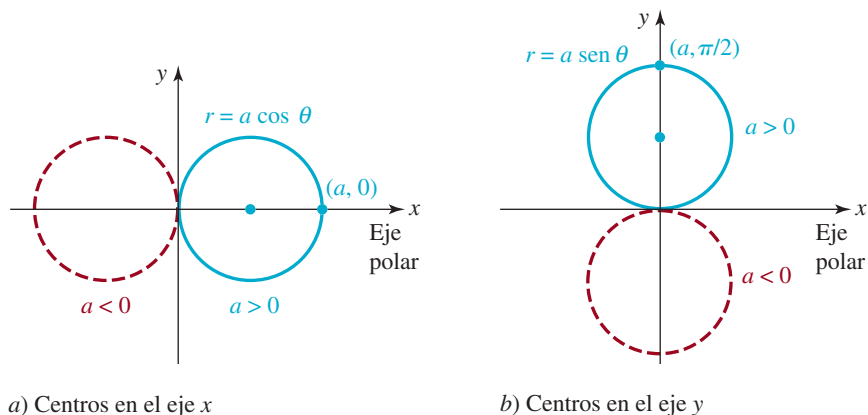 y
r = a cos θ
(a, 0)
x
Eje
polar
a < 0
a > 0
a) Centros en el eje x
y
r = a sen θ
(a, π/2)
a > 0
x
Eje
polar
a < 0
b) Centros en el eje y